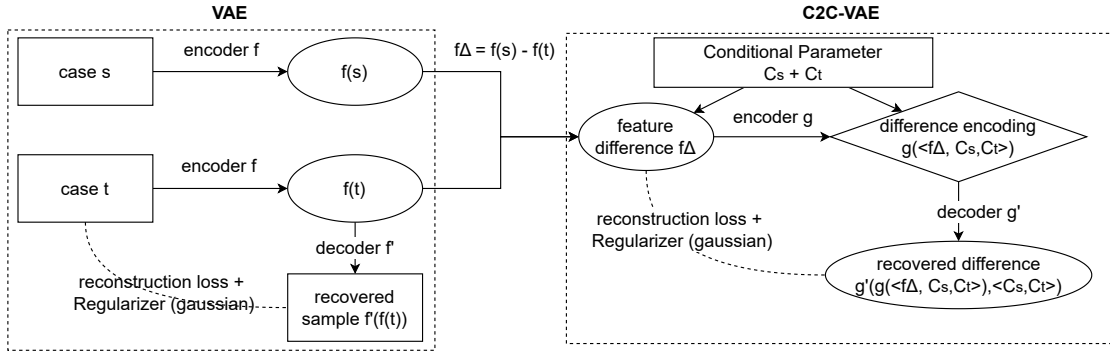 VAE
C2C-VAE
case s
encoder f
f(s)
fΔ = f(s) - f(t)
Conditional Parameter
Cs + Ct
feature
difference fΔ
encoder g
difference encoding
g(<fΔ, Cs,Ct>)
case t
encoder f
f(t)
decoder f'
reconstruction loss +
Regularizer (gaussian)
recovered
sample f'(f(t))
reconstruction loss +
Regularizer (gaussian)
decoder g'
recovered difference
g'(g(<fΔ, Cs,Ct>),<Cs,Ct>)